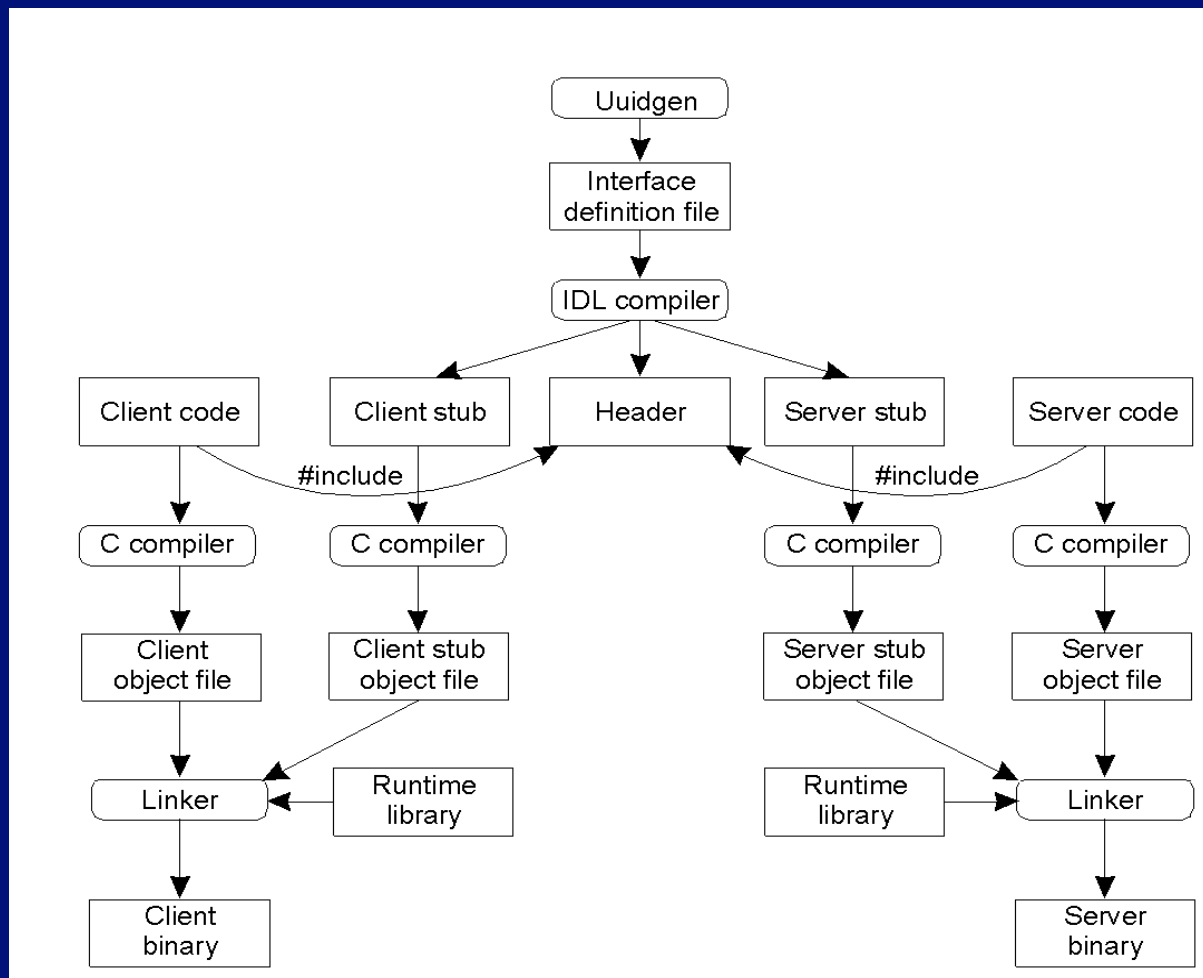 Uuidgen
Interface
definition file
IDL compiler
Client code
Client stub
Header
Server stub
Server code
#include
#include
C compiler
C compiler
C compiler
C compiler
Client
object file
Client stub
object file
Server stub
object file
Server
object file
Linker
Runtime
library
Runtime
library
Linker
Client
binary
Server
binary